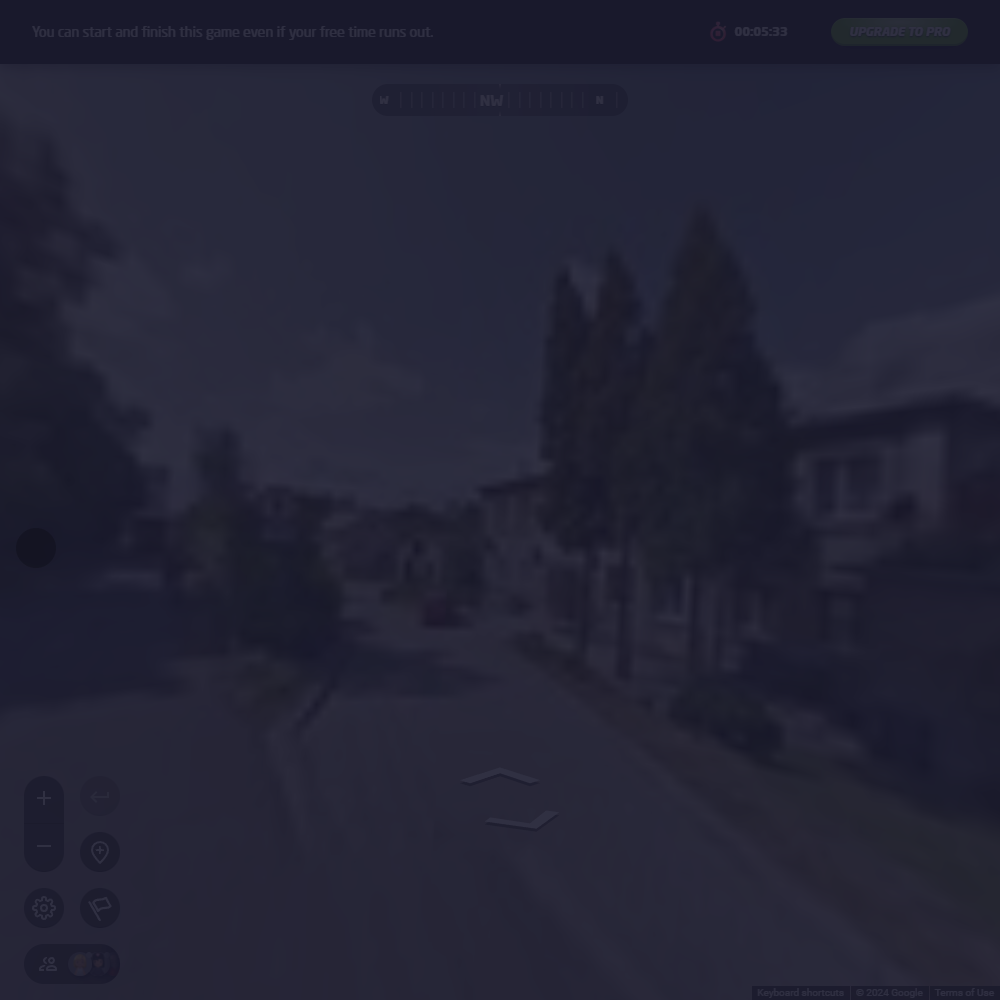 You can start and finish this game even if your free time runs out.
00:05:33
UPGRADE TO PRO
W NW N
Keyboard shortcuts
© 2024 Google
Terms of Use